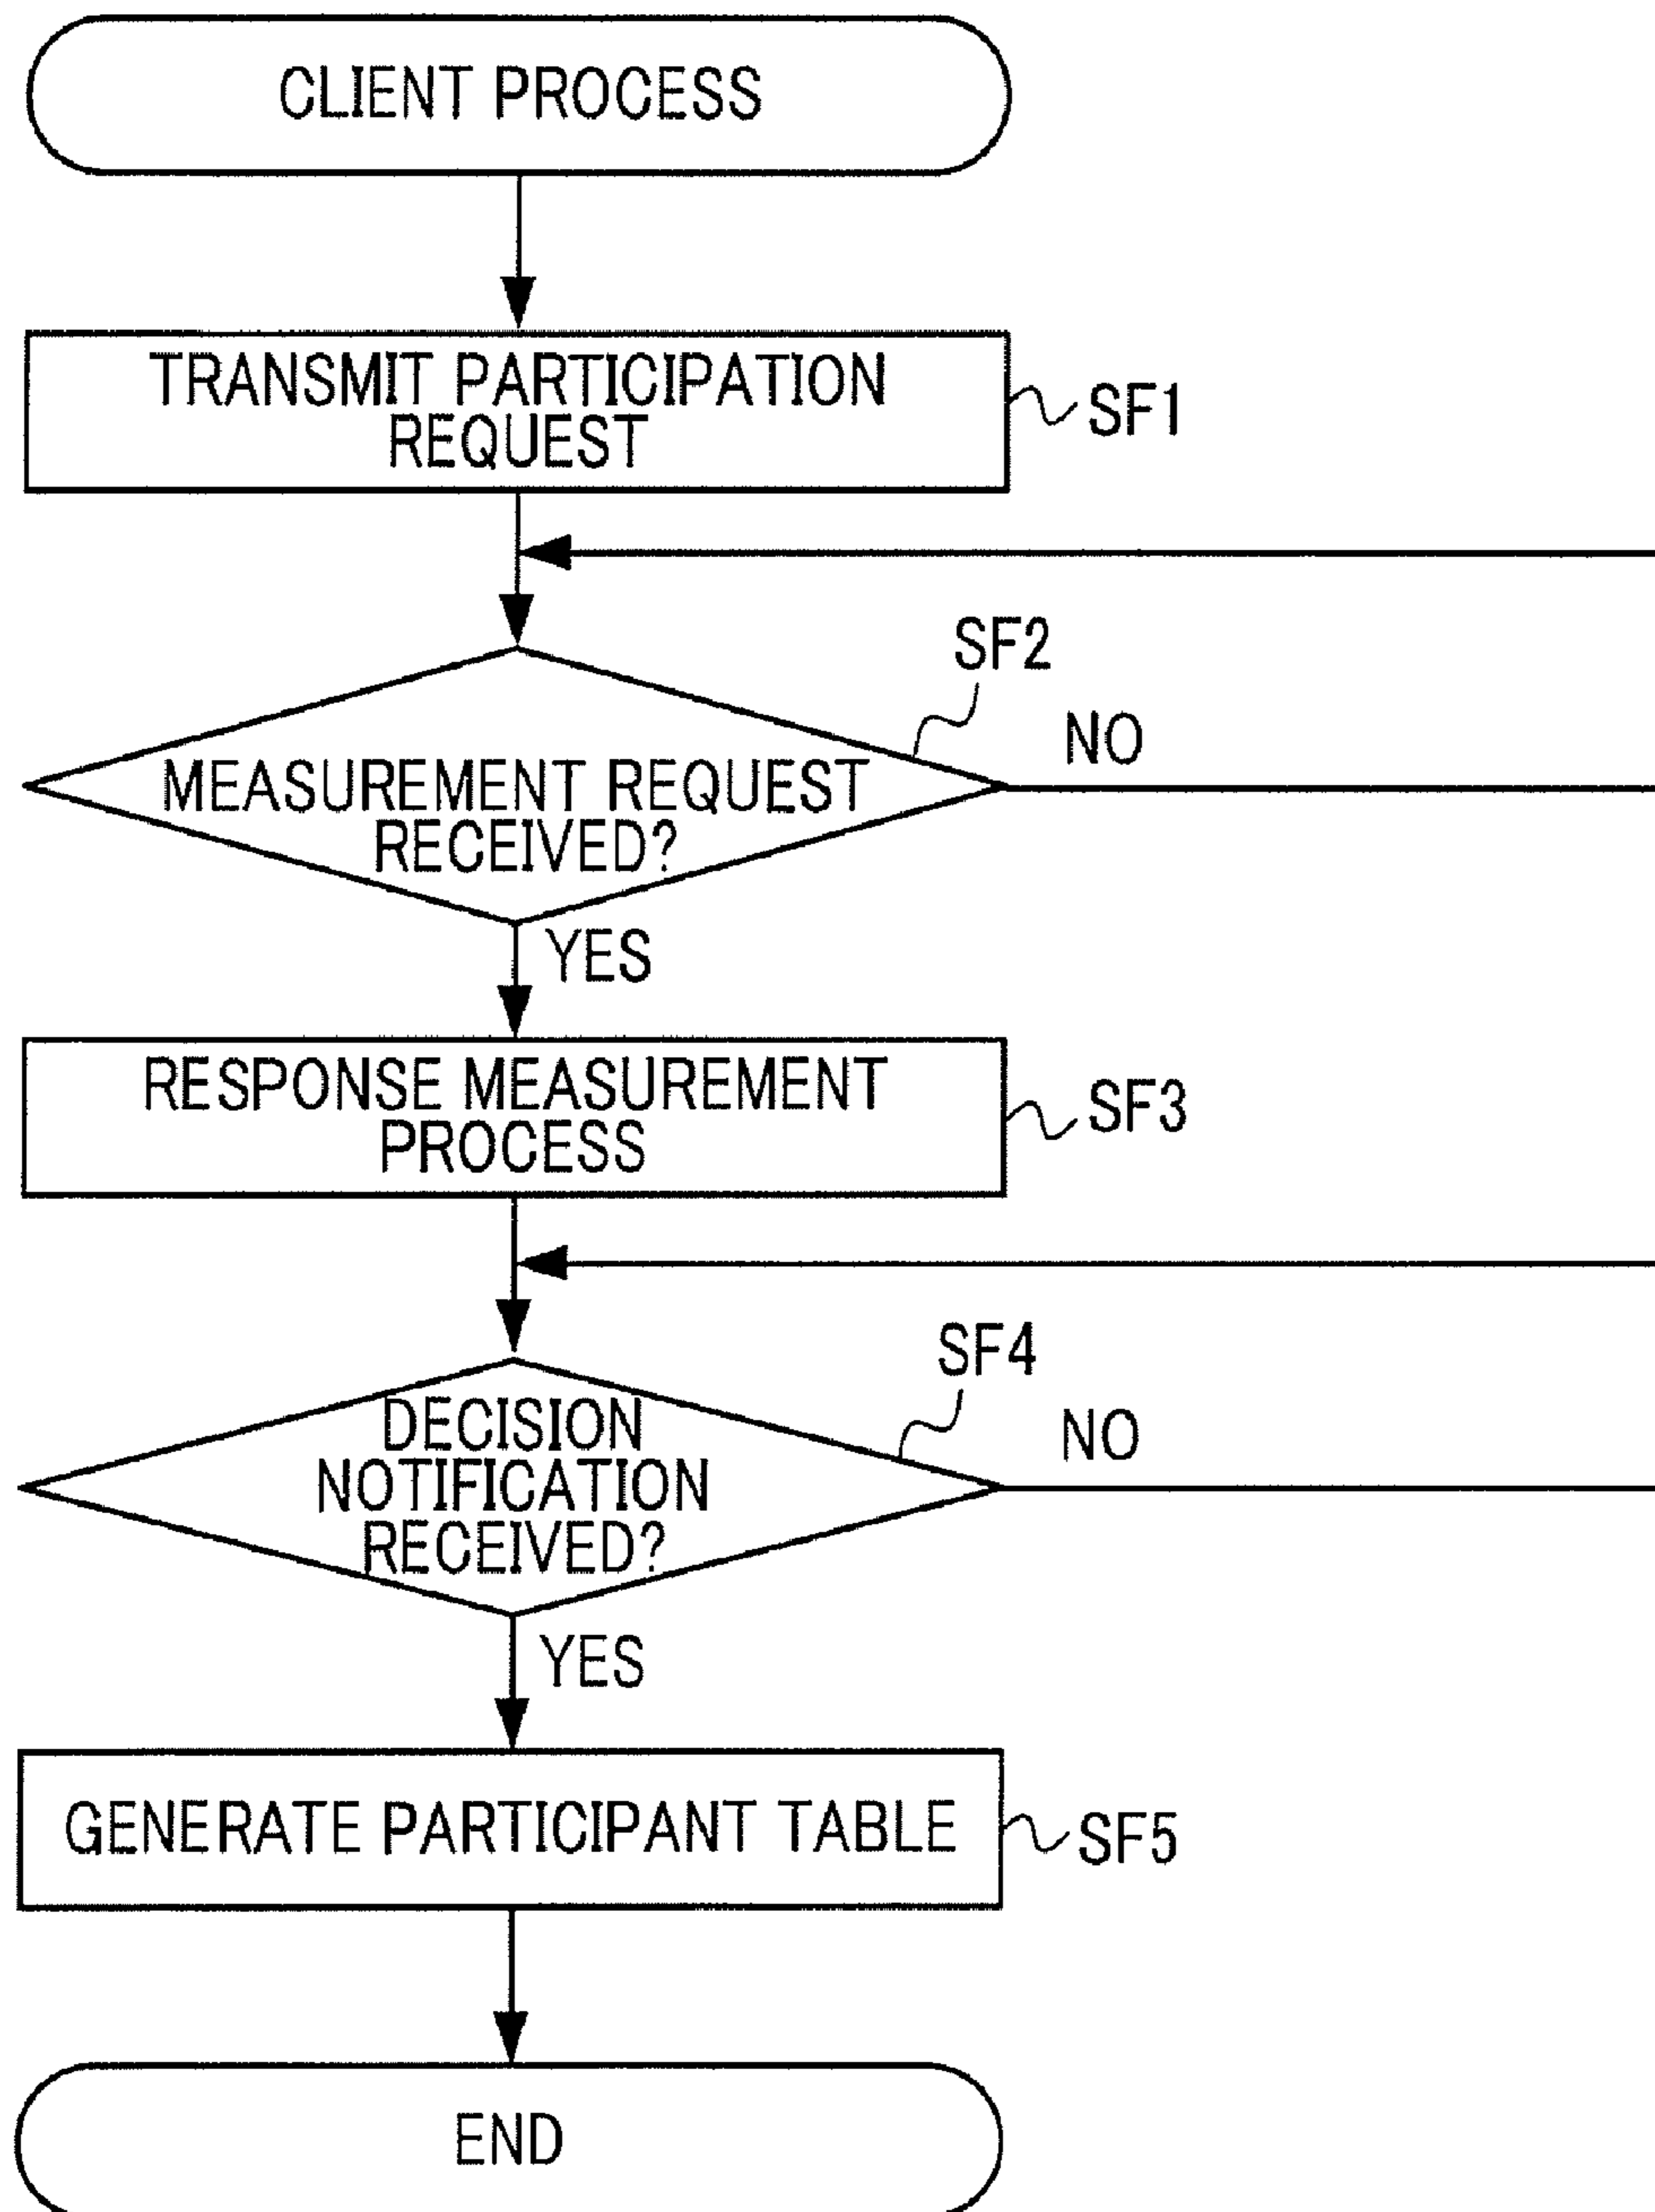 CLIENT PROCESS
TRANSMIT PARTICIPATION
REQUEST
SF1
SF2
NO
MEASUREMENT REQUEST
RECEIVED?
YES
RESPONSE MEASUREMENT
PROCESS
SF3
SF4
NO
DECISION
NOTIFICATION
RECEIVED?
YES
GENERATE PARTICIPANT TABLE
SF5
END